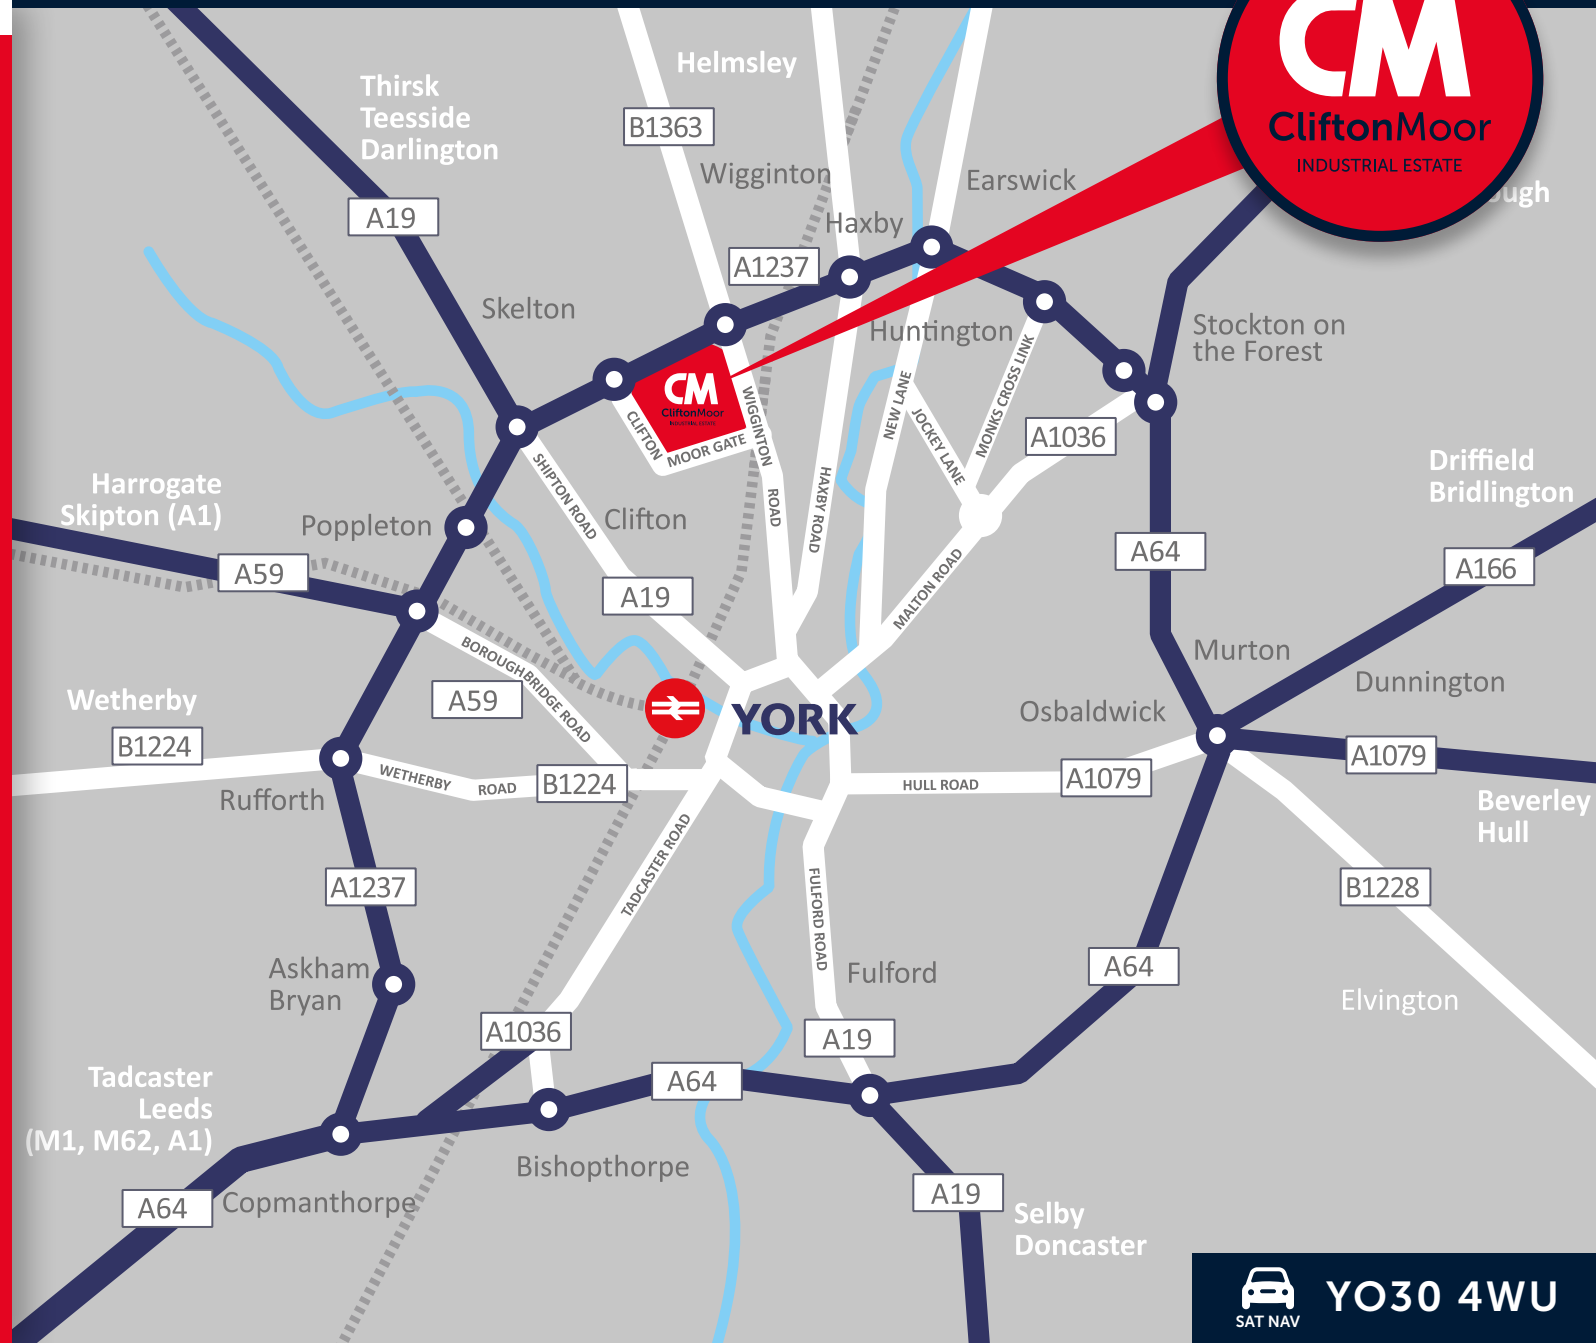 CM
CliftonMoor
INDUSTRIAL ESTATE
Helmsley
Thirsk
Teesside
Darlington
B1363
Wigginton
Earswick
A19
Haxby
A1237
Skelton
Huntington
Stockton on
the Forest
CM
CliftonMoor
INDUSTRIAL ESTATE
CLIFTON
MOOR GATE
WIGGINTON
ROAD
HAXBY ROAD
NEW LANE
JOCKEY LANE
MONKS CROSS LINK
A1036
SHIPTON ROAD
Harrogate
Skipton (A1)
Poppleton
Clifton
Driffield
Bridlington
A59
A19
MALTON ROAD
A64
A166
BOROUGHBRIDGE ROAD
Murton
Dunnington
Wetherby
A59
YORK
Osbaldwick
B1224
WETHERBY
ROAD
B1224
HULL ROAD
A1079
A1079
Rufforth
Beverley
Hull
TADCASTER ROAD
A1237
FULFORD ROAD
B1228
Askham
Bryan
Fulford
A64
Elvington
A1036
A19
Tadcaster
Leeds
(M1, M62, A1)
A64
Bishopthorpe
A64
Copmanthorpe
A19
Selby
Doncaster
SAT NAV
YO30 4WU